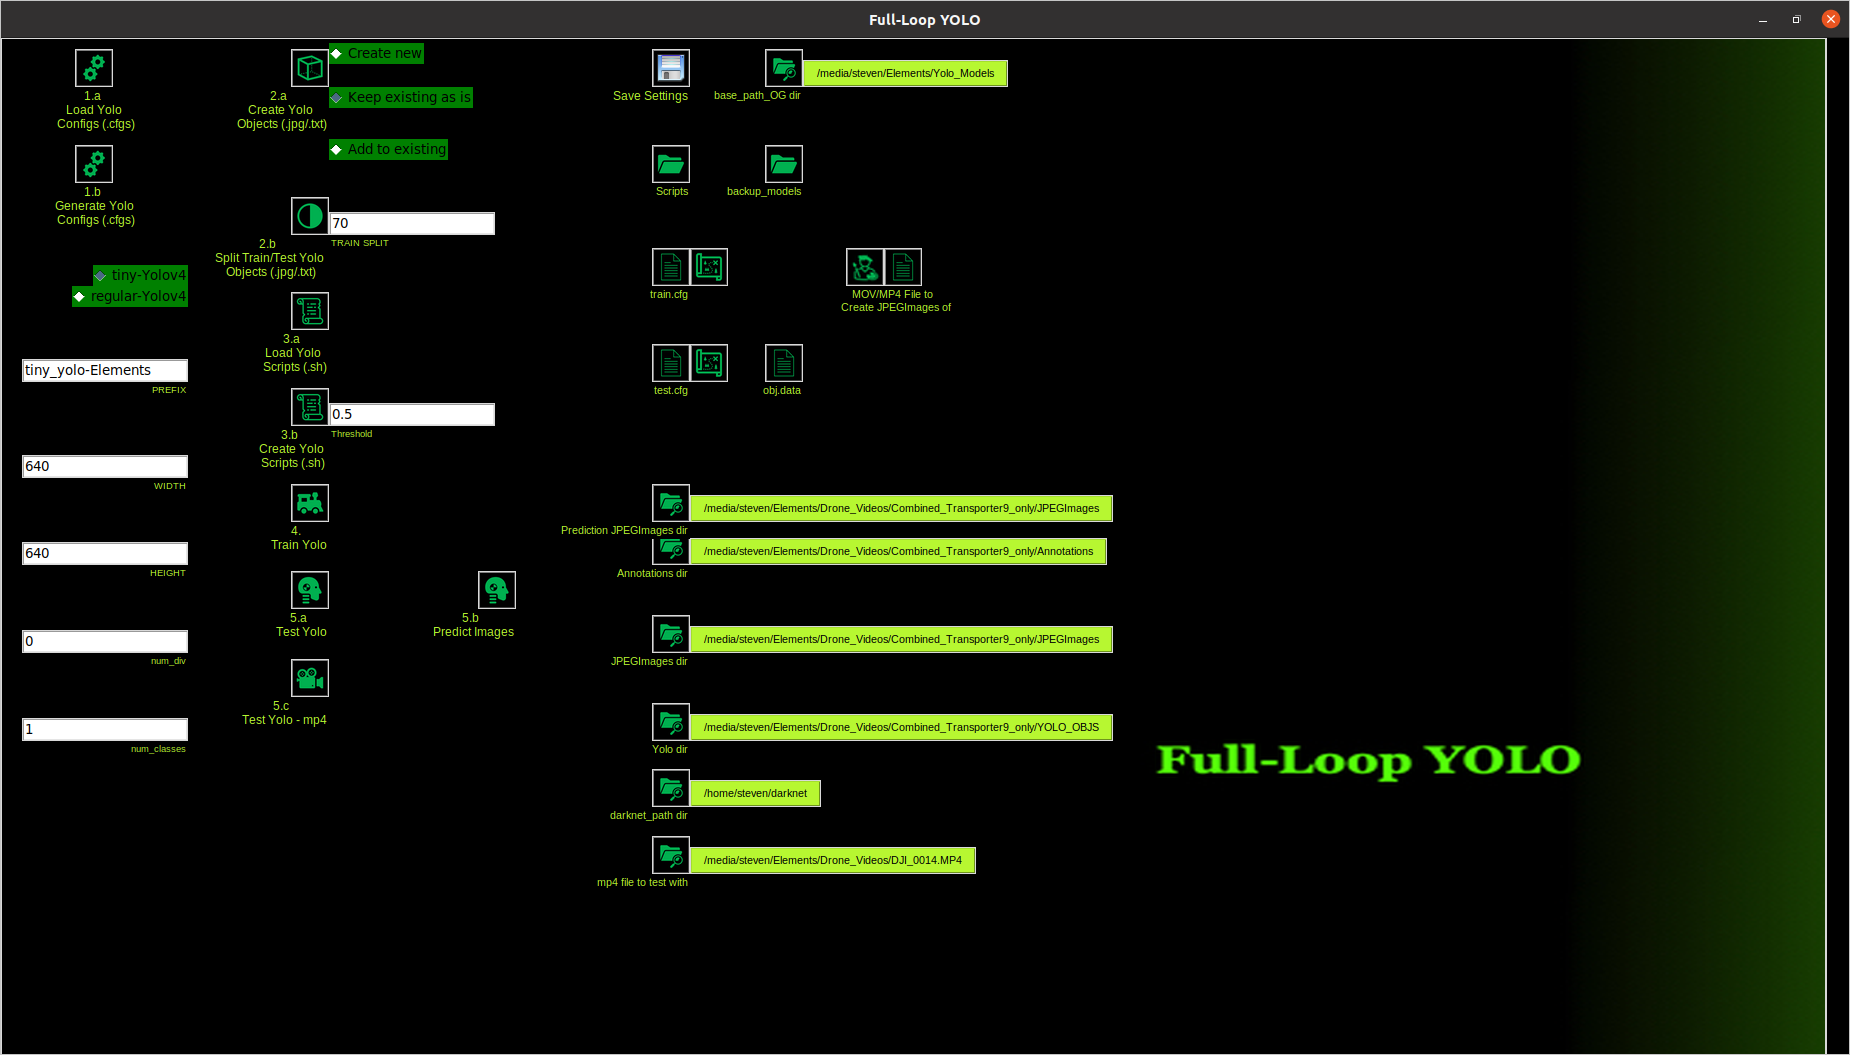 Full-Loop YOLO
1.a
Load Yolo
Configs (.cfgs)
1.b
Generate Yolo
Configs (.cfgs)
tiny-Yolov4
regular-Yolov4
tiny_yolo-Elements
PREFIX
640
WIDTH
640
HEIGHT
0
num_div
1
num_classes
2.a
Create Yolo
Objects (.jpg/.txt)
Create new
Keep existing as is
Add to existing
2.b
Split Train/Test Yolo
Objects (.jpg/.txt)
70
TRAIN SPLIT
3.a
Load Yolo
Scripts (.sh)
3.b
Create Yolo
Scripts (.sh)
0.5
Threshold
4.
Train Yolo
5.a
Test Yolo
5.b
Predict Images
5.c
Test Yolo - mp4
Save Settings
base_path_OG dir
/media/steven/Elements/Yolo_Models
Scripts
backup_models
train.cfg
MOV/MP4 File to
Create JPEGImages of
test.cfg
obj.data
Prediction JPEGImages dir
/media/steven/Elements/Drone_Videos/Combined_Transporter9_only/JPEGImages
Annotations dir
/media/steven/Elements/Drone_Videos/Combined_Transporter9_only/Annotations
JPEGImages dir
/media/steven/Elements/Drone_Videos/Combined_Transporter9_only/JPEGImages
Yolo dir
/media/steven/Elements/Drone_Videos/Combined_Transporter9_only/YOLO_OBJS
darknet_path dir
/home/steven/darknet
mp4 file to test with
/media/steven/Elements/Drone_Videos/DJI_0014.MP4
Full-Loop YOLO